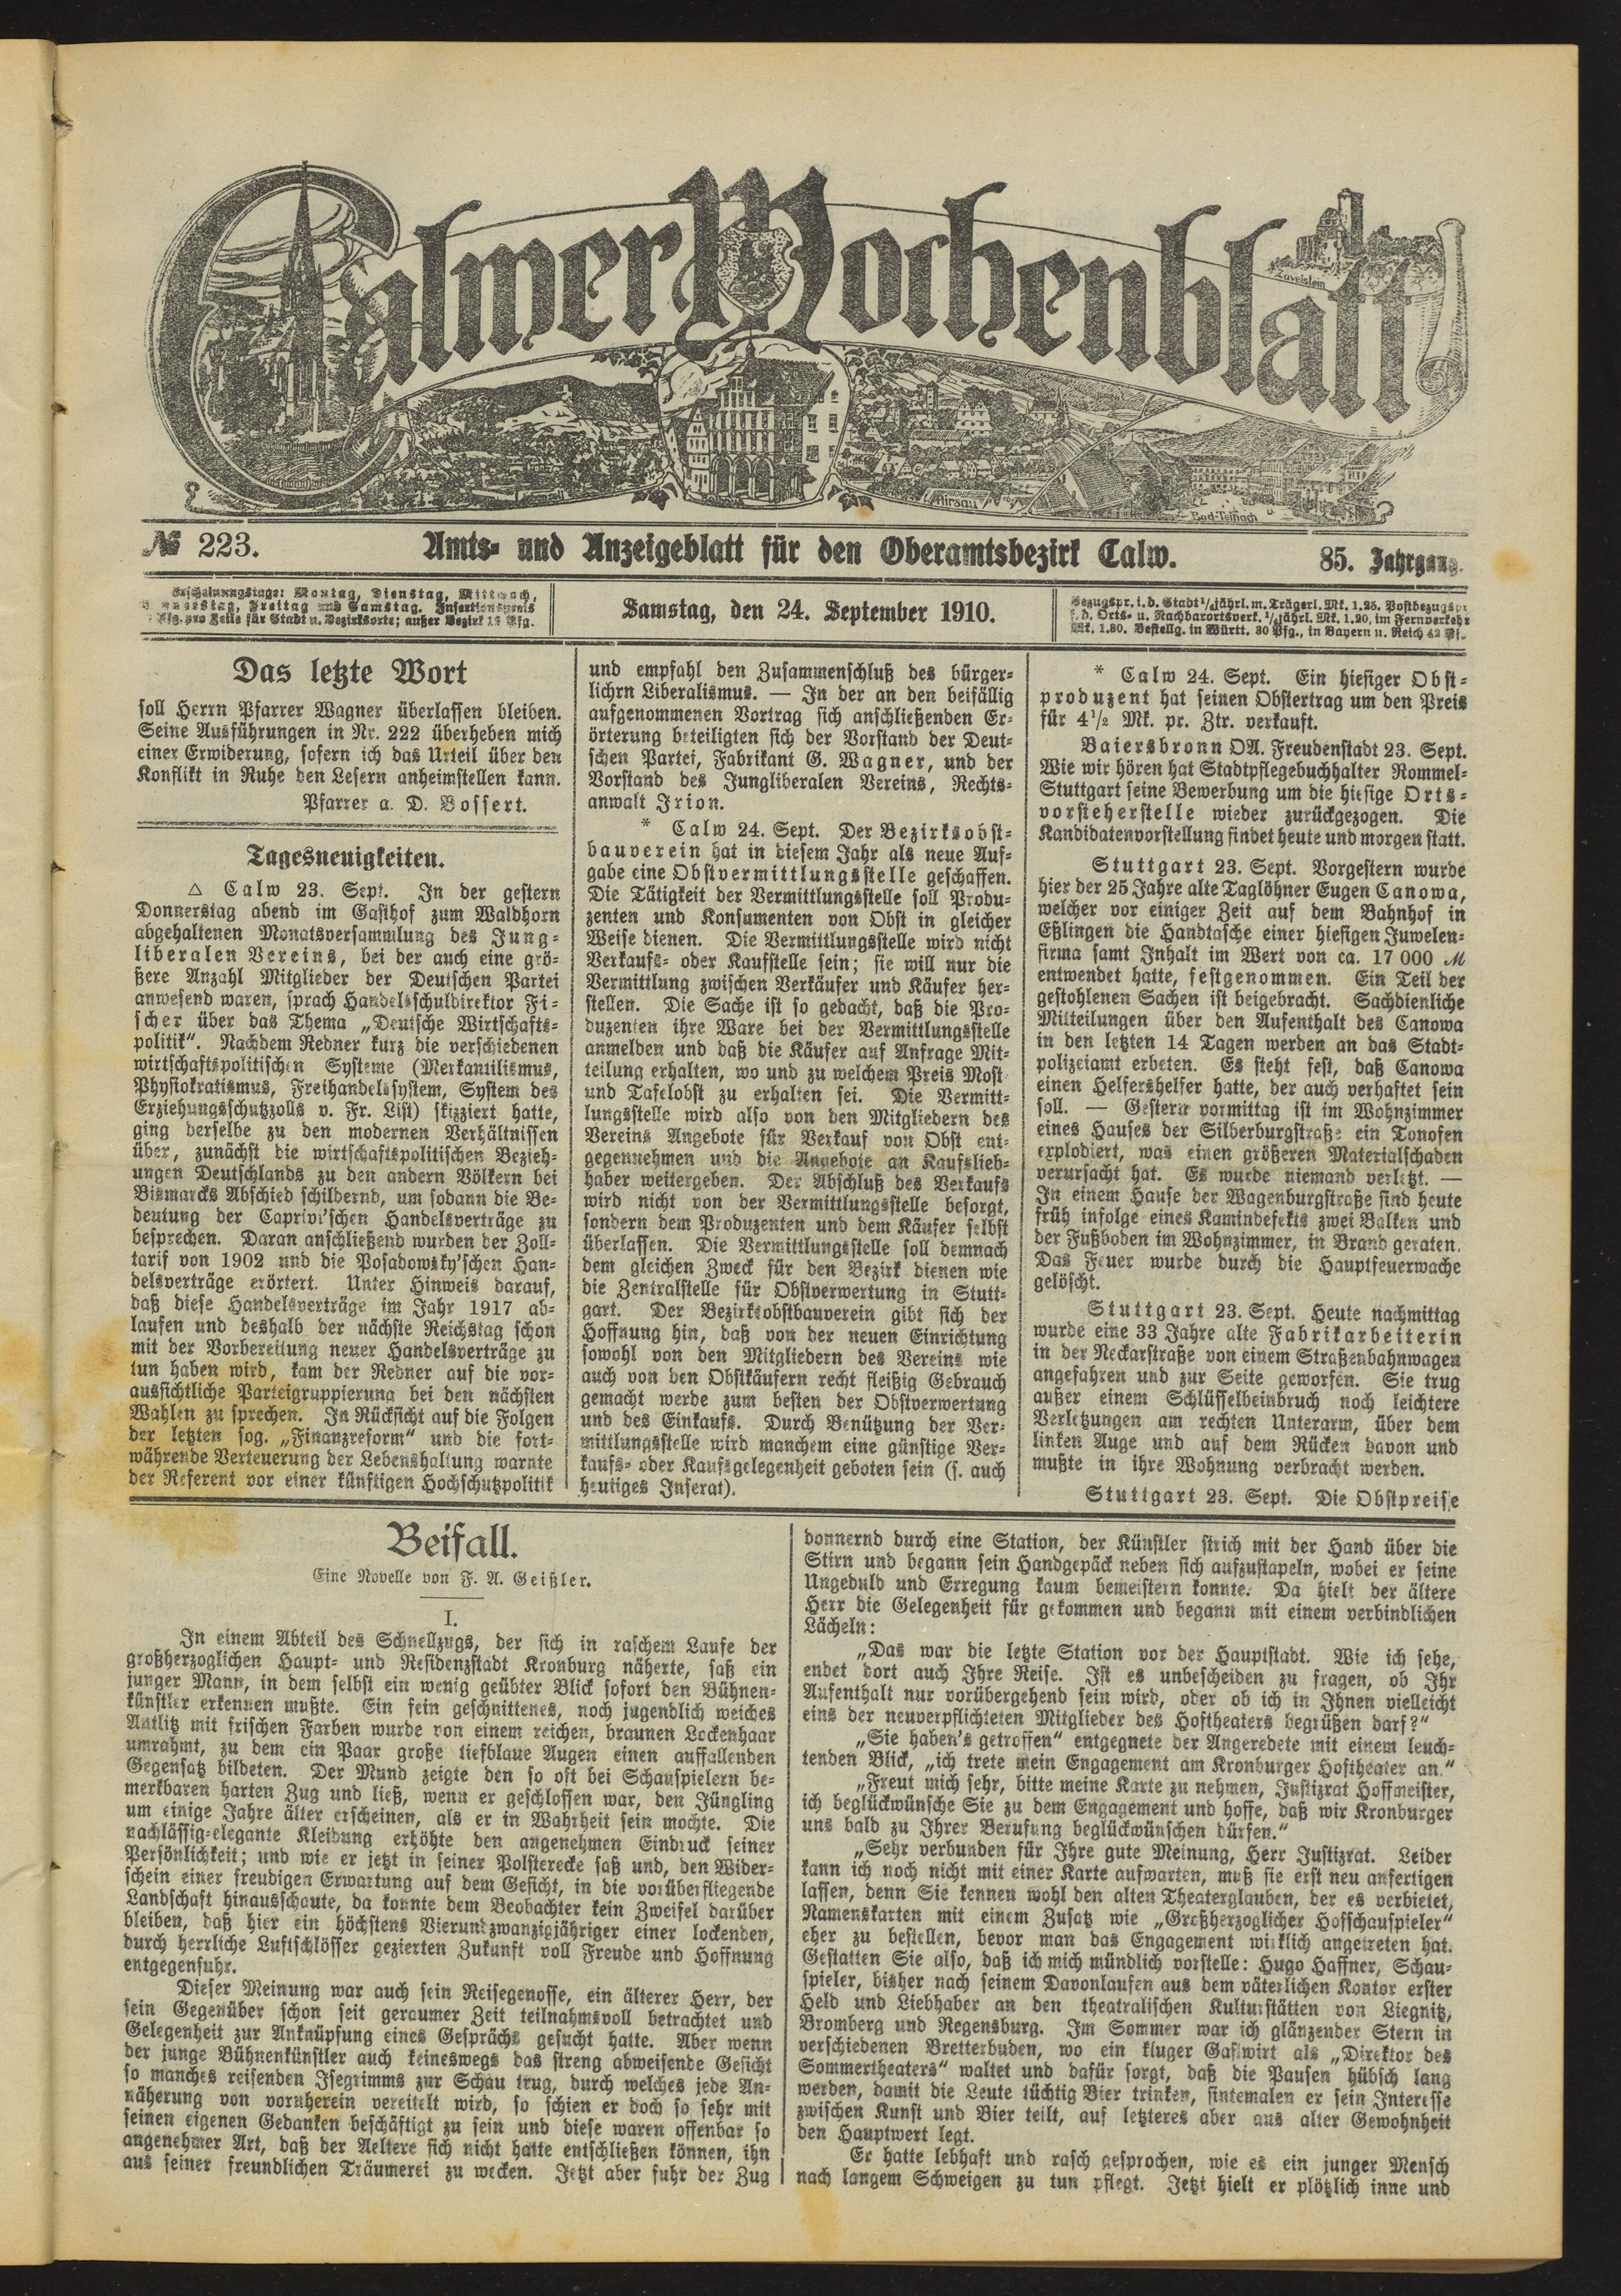 Calwer Wochenblatt
Zavelstein
Hirsau
Bad-Teinach
№ 223.
Amts- und Anzeigeblatt für den Oberamtsbezirk Calw.
85. Jahrgang.
Erscheinungstage: Montag, Dienstag, Mittwoch,
Donnerstag, Freitag und Samstag. Insertionspreis
Pfg. pro Zeile für Stadt u. Bezirksorte; außer Bezirk 12 Pfg.
Samstag, den 24. September 1910.
Bezugspr. i. d. Stadt ¼jährl. m. Trägerl. Mk. 1.25. Postbezugspr.
f. d. Orts- u. Nachbarortsverk. ¼jährl. Mk. 1.20, im Fernverkehr
Mk. 1.30. Bestellg. in Württ. 30 Pfg., in Bayern u. Reich 42 Pf.
Das letzte Wort
soll Herrn Pfarrer Wagner überlassen bleiben.
Seine Ausführungen in Nr. 222 überheben mich
einer Erwiderung, sofern ich das Urteil über den
Konflikt in Ruhe den Lesern anheimstellen kann.
Pfarrer a. D. Bossert.
Tagesneuigkeiten.
△ Calw 23. Sept. In der gestern
Donnerstag abend im Gasthof zum Waldhorn
abgehaltenen Monatsversammlung des Jung-
liberalen Vereins, bei der auch eine grö-
ßere Anzahl Mitglieder der Deutschen Partei
anwesend waren, sprach Handelsschuldirektor Fi-
scher über das Thema „Deutsche Wirtschafts-
politik“. Nachdem Redner kurz die verschiedenen
wirtschaftspolitischen Systeme (Merkantilismus,
Physiokratismus, Freihandelssystem, System des
Erziehungsschutzzolls v. Fr. List) skizziert hatte,
ging derselbe zu den modernen Verhältnissen
über, zunächst die wirtschaftspolitischen Bezieh-
ungen Deutschlands zu den andern Völkern bei
Bismarcks Abschied schildernd, um sodann die Be-
deutung der Caprivi'schen Handelsverträge zu
besprechen. Daran anschließend wurden der Zoll-
tarif von 1902 und die Posadowsky'schen Han-
delsverträge erörtert. Unter Hinweis darauf,
daß diese Handelsverträge im Jahr 1917 ab-
laufen und deshalb der nächste Reichstag schon
mit der Vorbereitung neuer Handelsverträge zu
tun haben wird, kam der Redner auf die vor-
aussichtliche Parteigruppierung bei den nächsten
Wahlen zu sprechen. In Rücksicht auf die Folgen
der letzten sog. „Finanzreform“ und die fort-
währende Verteuerung der Lebenshaltung warnte
der Referent vor einer künftigen Hochschutzpolitik
und empfahl den Zusammenschluß des bürger-
lichrn Liberalismus. — In der an den beifällig
aufgenommenen Vortrag sich anschließenden Er-
örterung beteiligten sich der Vorstand der Deut-
schen Partei, Fabrikant G. Wagner, und der
Vorstand des Jungliberalen Vereins, Rechts-
anwalt Irion.
* Calw 24. Sept. Der Bezirksobst-
bauverein hat in diesem Jahr als neue Auf-
gabe eine Obstvermittlungsstelle geschaffen.
Die Tätigkeit der Vermittlungsstelle soll Produ-
zenten und Konsumenten von Obst in gleicher
Weise dienen. Die Vermittlungsstelle wird nicht
Verkaufs- oder Kaufstelle sein; sie will nur die
Vermittlung zwischen Verkäufer und Käufer her-
stellen. Die Sache ist so gedacht, daß die Pro-
duzenten ihre Ware bei der Vermittlungsstelle
anmelden und daß die Käufer auf Anfrage Mit-
teilung erhalten, wo und zu welchem Preis Most
und Tafelobst zu erhalten sei. Die Vermitt-
lungsstelle wird also von den Mitgliedern des
Vereins Angebote für Verkauf von Obst ent-
gegennehmen und die Angebote an Kaufslieb-
haber weitergeben. Der Abschluß des Verkaufs
wird nicht von der Vermittlungsstelle besorgt,
sondern dem Produzenten und dem Käufer selbst
überlassen. Die Vermittlungsstelle soll demnach
dem gleichen Zweck für den Bezirk dienen wie
die Zentralstelle für Obstverwertung in Stutt-
gart. Der Bezirksobstbauverein gibt sich der
Hoffnung hin, daß von der neuen Einrichtung
sowohl von den Mitgliedern des Vereins wie
auch von den Obstkäufern recht fleißig Gebrauch
gemacht werde zum besten der Obstverwertung
und des Einkaufs. Durch Benützung der Ver-
mittlungsstelle wird manchem eine günstige Ver-
kaufs- oder Kaufsgelegenheit geboten sein (s. auch
heutiges Inserat).
* Calw 24. Sept. Ein hiesiger Obst-
produzent hat seinen Obstertrag um den Preis
für 4½ Mk. pr. Ztr. verkauft.
Baiersbronn OA. Freudenstadt 23. Sept.
Wie wir hören hat Stadtpflegebuchhalter Rommel-
Stuttgart seine Bewerbung um die hiesige Orts-
vorsteherstelle wieder zurückgezogen. Die
Kandidatenvorstellung findet heute und morgen statt.
Stuttgart 23. Sept. Vorgestern wurde
hier der 25 Jahre alte Taglöhner Eugen Canowa,
welcher vor einiger Zeit auf dem Bahnhof in
Eßlingen die Handtasche einer hiesigen Juwelen-
firma samt Inhalt im Wert von ca. 17 000 ℳ
entwendet hatte, festgenommen. Ein Teil der
gestohlenen Sachen ist beigebracht. Sachdienliche
Mitteilungen über den Aufenthalt des Canowa
in den letzten 14 Tagen werden an das Stadt-
polizeiamt erbeten. Es steht fest, daß Canowa
einen Helfershelfer hatte, der auch verhaftet sein
soll. — Gestern vormittag ist im Wohnzimmer
eines Hauses der Silberburgstraße ein Tonofen
explodiert, was einen größeren Materialschaden
verursacht hat. Es wurde niemand verletzt. —
In einem Hause der Wagenburgstraße sind heute
früh infolge eines Kamindefekts zwei Balken und
der Fußboden im Wohnzimmer, in Brand geraten.
Das Feuer wurde durch die Hauptfeuerwache
gelöscht.
Stuttgart 23. Sept. Heute nachmittag
wurde eine 33 Jahre alte Fabrikarbeiterin
in der Neckarstraße von einem Straßenbahnwagen
angefahren und zur Seite geworfen. Sie trug
außer einem Schlüsselbeinbruch noch leichtere
Verletzungen am rechten Unterarm, über dem
linken Auge und auf dem Rücken davon und
mußte in ihre Wohnung verbracht werden.
Stuttgart 23. Sept. Die Obstpreise
Beifall.
Eine Novelle von F. A. Geißler.
I.
In einem Abteil des Schnellzugs, der sich in raschem Laufe der
großherzoglichen Haupt- und Residenzstadt Kronburg näherte, saß ein
junger Mann, in dem selbst ein wenig geübter Blick sofort den Bühnen-
künstler erkennen mußte. Ein fein geschnittenes, noch jugendlich weiches
Antlitz mit frischen Farben wurde von einem reichen, braunen Lockenhaar
umrahmt, zu dem ein Paar große tiefblaue Augen einen auffallenden
Gegensatz bildeten. Der Mund zeigte den so oft bei Schauspielern be-
merkbaren harten Zug und ließ, wenn er geschlossen war, den Jüngling
um einige Jahre älter erscheinen, als er in Wahrheit sein mochte. Die
nachlässig-elegante Kleidung erhöhte den angenehmen Eindruck seiner
Persönlichkeit; und wie er jetzt in seiner Polsterecke saß und, den Wider-
schein einer freudigen Erwartung auf dem Gesicht, in die vorüberfliegende
Landschaft hinausschaute, da konnte dem Beobachter kein Zweifel darüber
bleiben, daß hier ein höchstens Vierundzwanzigjähriger einer lockenden,
durch herrliche Luftschlösser gezierten Zukunft voll Freude und Hoffnung
entgegenfuhr.
Dieser Meinung war auch sein Reisegenosse, ein älterer Herr, der
sein Gegenüber schon seit geraumer Zeit teilnahmsvoll betrachtet und
Gelegenheit zur Anknüpfung eines Gesprächs gesucht hatte. Aber wenn
der junge Bühnenkünstler auch keineswegs das streng abweisende Gesicht
so manches reisenden Isegrimms zur Schau trug, durch welches jede An-
näherung von vornherein vereitelt wird, so schien er doch so sehr mit
seinen eigenen Gedanken beschäftigt zu sein und diese waren offenbar so
angenehmer Art, daß der Aeltere sich nicht hatte entschließen können, ihn
aus seiner freundlichen Träumerei zu wecken. Jetzt aber fuhr der Zug
donnernd durch eine Station, der Künstler strich mit der Hand über die
Stirn und begann sein Handgepäck neben sich aufzustapeln, wobei er seine
Ungeduld und Erregung kaum bemeistern konnte. Da hielt der ältere
Herr die Gelegenheit für gekommen und begann mit einem verbindlichen
Lächeln:
„Das war die letzte Station vor der Hauptstadt. Wie ich sehe,
endet dort auch Ihre Reise. Ist es unbescheiden zu fragen, ob Ihr
Aufenthalt nur vorübergehend sein wird, oder ob ich in Ihnen vielleicht
eins der neuverpflichteten Mitglieder des Hoftheaters begrüßen darf?“
„Sie haben's getroffen“ entgegnete der Angeredete mit einem leuch-
tenden Blick, „ich trete mein Engagement am Kronburger Hoftheater an.“
„Freut mich sehr, bitte meine Karte zu nehmen, Justizrat Hoffmeister,
ich beglückwünsche Sie zu dem Engagement und hoffe, daß wir Kronburger
uns bald zu Ihrer Berufung beglückwünschen dürfen.“
„Sehr verbunden für Ihre gute Meinung, Herr Justizrat. Leider
kann ich noch nicht mit einer Karte aufwarten, muß sie erst neu anfertigen
lassen, denn Sie kennen wohl den alten Theaterglauben, der es verbietet,
Namenskarten mit einem Zusatz wie „Großherzoglicher Hofschauspieler“
eher zu bestellen, bevor man das Engagement wirklich angetreten hat.
Gestatten Sie also, daß ich mich mündlich vorstelle: Hugo Haffner, Schau-
spieler, bisher nach seinem Davonlaufen aus dem väterlichen Kontor erster
Held und Liebhaber an den theatralischen Kulturstätten von Liegnitz,
Bromberg und Regensburg. Im Sommer war ich glänzender Stern in
verschiedenen Bretterbuden, wo ein kluger Gastwirt als „Direktor des
Sommertheaters“ waltet und dafür sorgt, daß die Pausen hübsch lang
werden, damit die Leute tüchtig Bier trinken, sintemalen er sein Interesse
zwischen Kunst und Bier teilt, auf letzteres aber aus alter Gewohnheit
den Hauptwert legt.
Er hatte lebhaft und rasch gesprochen, wie es ein junger Mensch
nach langem Schweigen zu tun pflegt. Jetzt hielt er plötzlich inne und